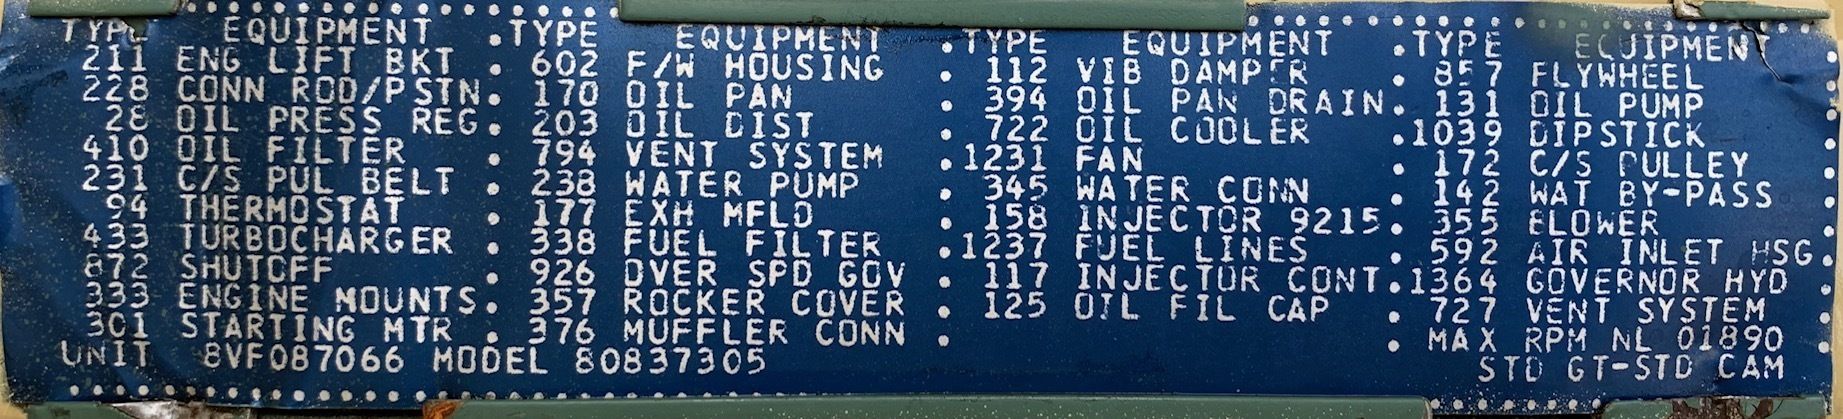 TYPE EQUIPMENT .TYPE EQUIPMENT .TYPE EQUIPMENT .TYPE EQUIPMENT
211 ENG LIFT BKT . 602 F/W HOUSING . 112 VIB DAMPER . 857 FLYWHEEL
228 CONN ROD/PSTN. 170 OIL PAN . 394 OIL PAN DRAIN. 131 OIL PUMP
28 OIL PRESS REG. 203 OIL DIST . 722 OIL COOLER .1039 DIPSTICK
410 OIL FILTER . 794 VENT SYSTEM .1231 FAN . 172 C/S PULLEY
231 C/S PUL BELT . 238 WATER PUMP . 345 WATER CONN . 142 WAT BY-PASS
94 THERMOSTAT . 177 EXH MFLD . 158 INJECTOR 9215. 355 BLOWER
433 TURBOCHARGER . 338 FUEL FILTER .1237 FUEL LINES . 592 AIR INLET HSG.
872 SHUTOFF . 926 OVER SPD GOV . 117 INJECTOR CONT.1364 GOVERNOR HYD .
333 ENGINE MOUNTS. 357 ROCKER COVER . 125 OIL FIL CAP . 727 VENT SYSTEM .
301 STARTING MTR . 376 MUFFLER CONN . . MAX RPM NL 01890 .
UNIT 8VF087066 MODEL 80837305 STD GT-STD CAM .